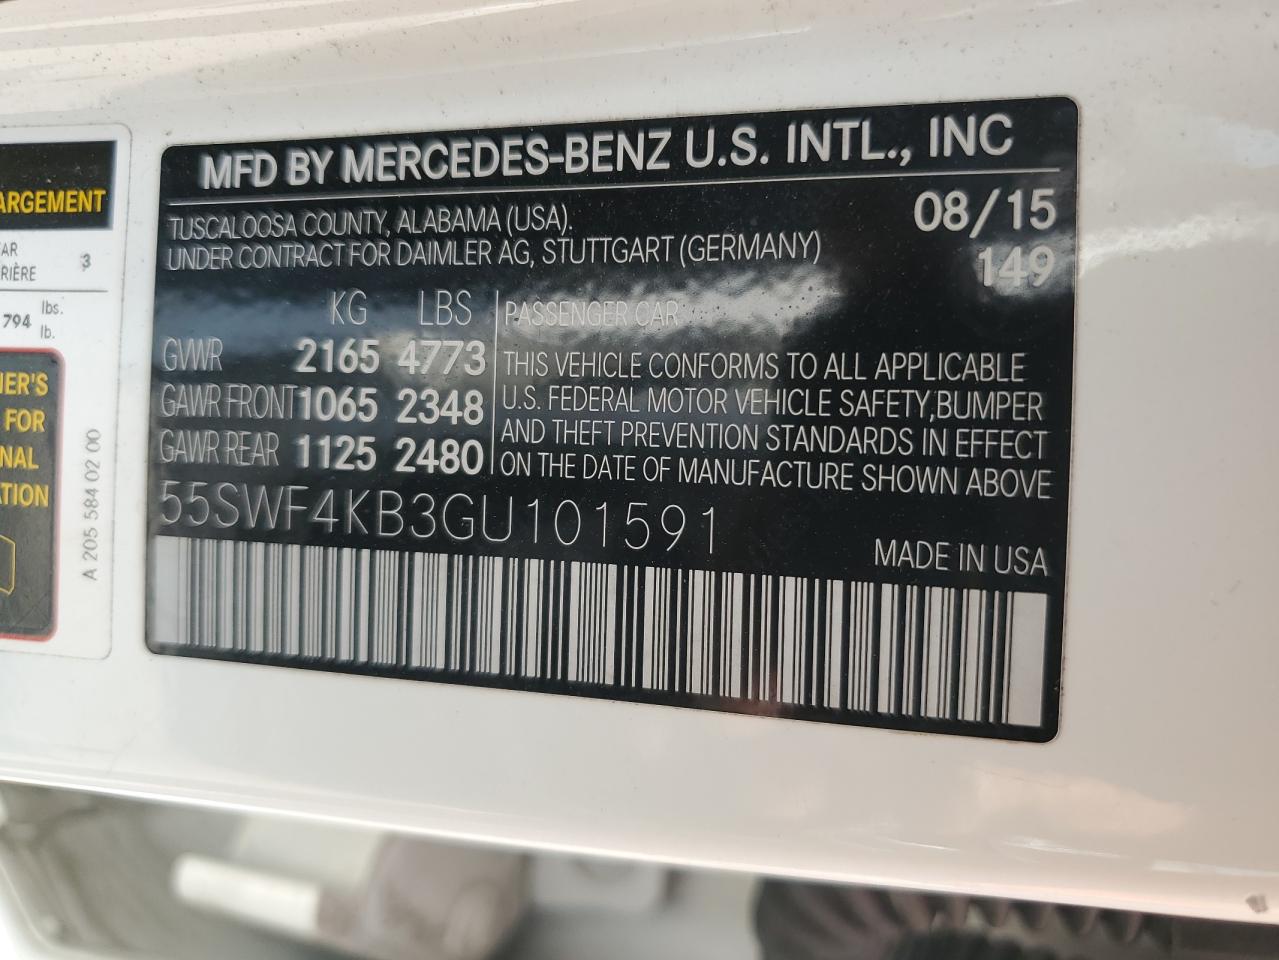 ARGEMENT
3
RIÈRE
794 lbs.
lb.
FOR
A 205 584 02 00
MFD BY MERCEDES-BENZ U.S. INTL., INC
TUSCALOOSA COUNTY, ALABAMA (USA).
08/15
UNDER CONTRACT FOR DAIMLER AG, STUTTGART (GERMANY)
149
KG LBS
GVWR 2165 4773
GAWR FRONT 1065 2348
GAWR REAR 1125 2480
PASSENGER CAR
THIS VEHICLE CONFORMS TO ALL APPLICABLE
U.S. FEDERAL MOTOR VEHICLE SAFETY,BUMPER
AND THEFT PREVENTION STANDARDS IN EFFECT
ON THE DATE OF MANUFACTURE SHOWN ABOVE
55SWF4KB3GU101591
MADE IN USA